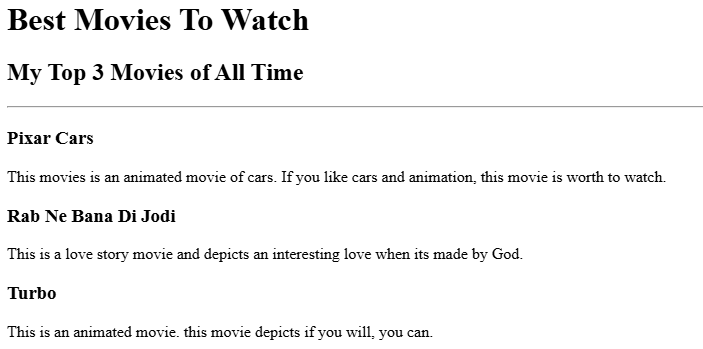 Best Movies To Watch
My Top 3 Movies of All Time
Pixar Cars
This movies is an animated movie of cars. If you like cars and animation, this movie is worth to watch.
Rab Ne Bana Di Jodi
This is a love story movie and depicts an interesting love when its made by God.
Turbo
This is an animated movie. this movie depicts if you will, you can.